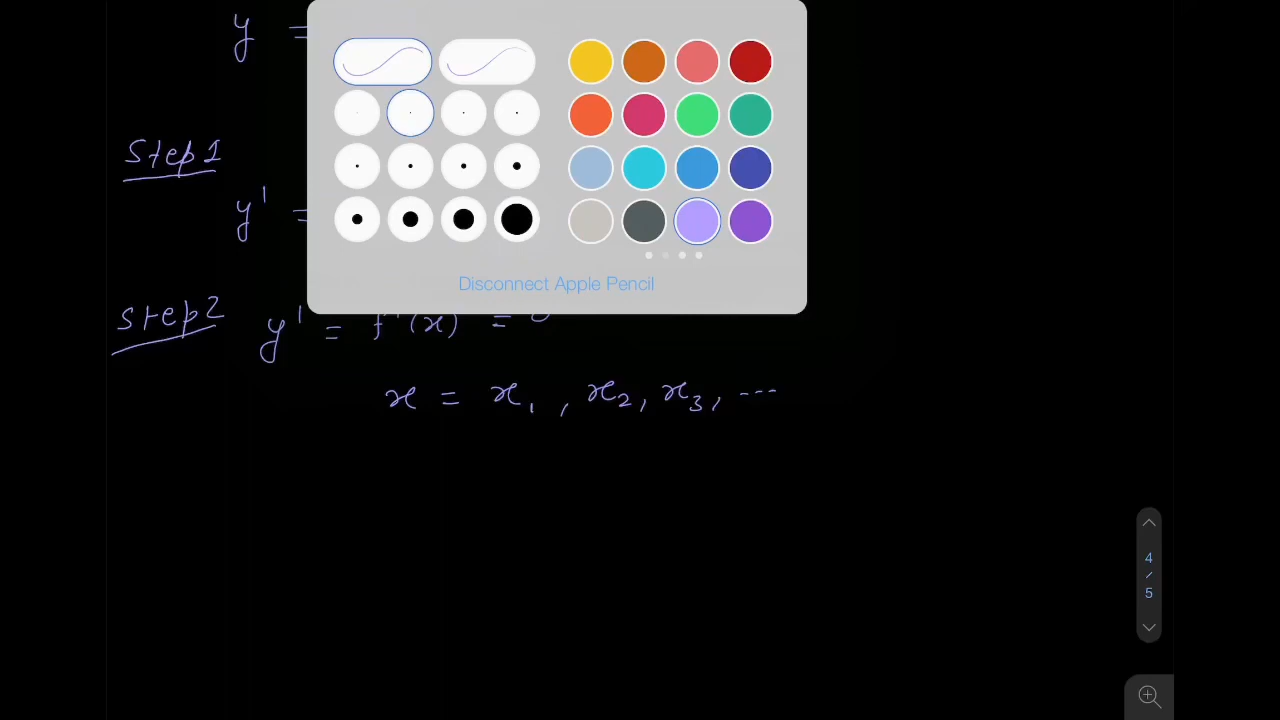 y =
Step 1
y' =
Disconnect Apple Pencil
Step 2 y' = f'(x) = 0
x = x₁, x₂, x₃, ---
4
/
5